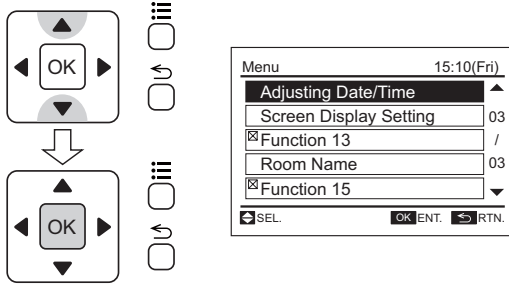 OK
OK
Menu 15:10(Fri)
Adjusting Date/Time
Screen Display Setting 03
Function 13 /
Room Name 03
Function 15
SEL. OK ENT. RTN.